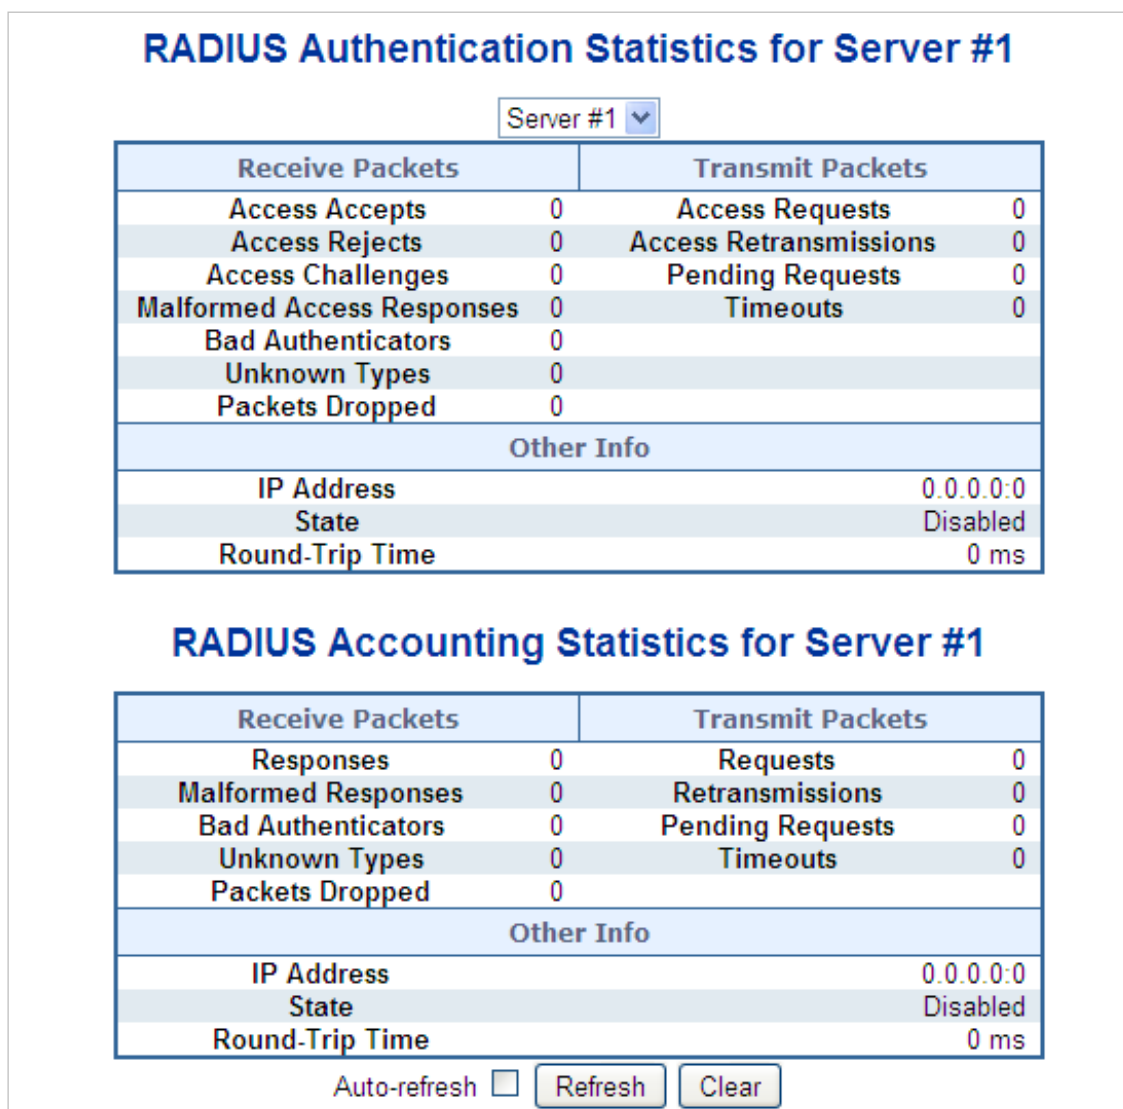 RADIUS Authentication Statistics for Server #1
Server #1
Receive Packets Transmit Packets
Access Accepts 0 Access Requests 0
Access Rejects 0 Access Retransmissions 0
Access Challenges 0 Pending Requests 0
Malformed Access Responses 0 Timeouts 0
Bad Authenticators 0
Unknown Types 0
Packets Dropped 0
Other Info
IP Address 0.0.0.0:0
State Disabled
Round-Trip Time 0 ms
RADIUS Accounting Statistics for Server #1
Receive Packets Transmit Packets
Responses 0 Requests 0
Malformed Responses 0 Retransmissions 0
Bad Authenticators 0 Pending Requests 0
Unknown Types 0 Timeouts 0
Packets Dropped 0
Other Info
IP Address 0.0.0.0:0
State Disabled
Round-Trip Time 0 ms
Auto-refresh Refresh Clear